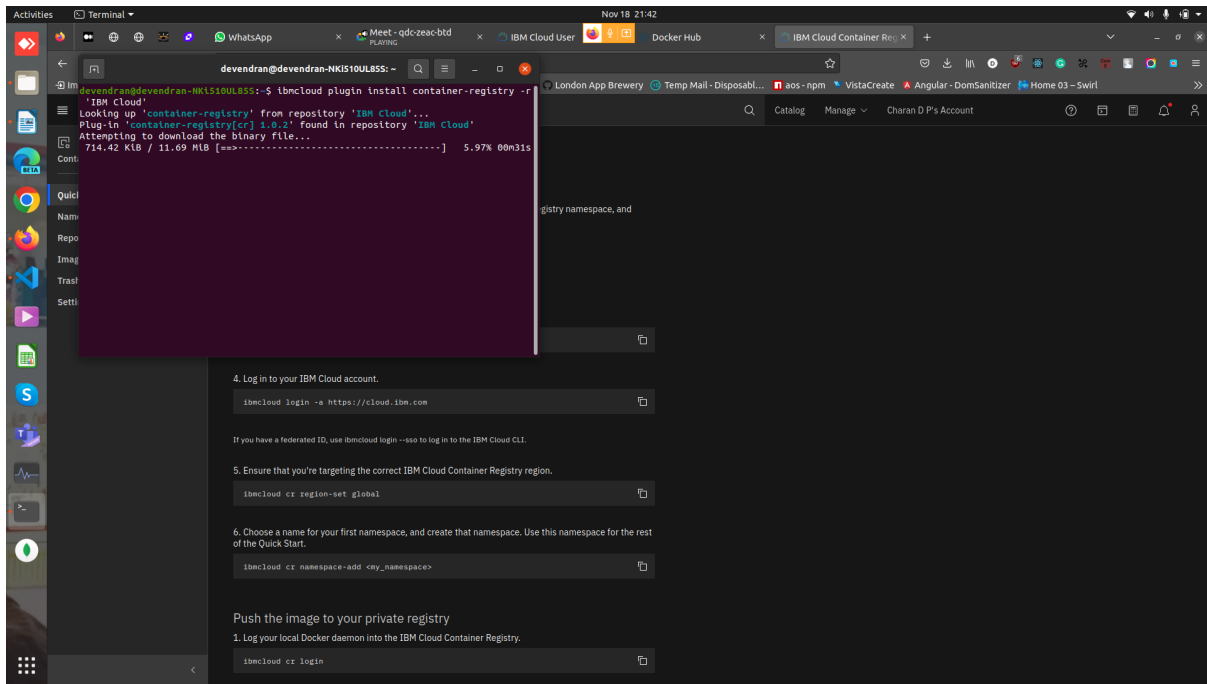 Activities
Terminal
Nov 18 21:42
WhatsApp
Meet - qdc-zeac-btd
PLAYING
IBM Cloud User
Docker Hub
IBM Cloud Container Reg
devendran@devendran-NKi510UL85S: ~
Im
London App Brewery
Temp Mail - Disposabl...
aos - npm
VistaCreate
Angular - DomSanitizer
Home 03 – Swirl
devendran@devendran-NKi510UL85S:~$ ibmcloud plugin install container-registry -r
'IBM Cloud'
Looking up 'container-registry' from repository 'IBM Cloud'...
Plug-in 'container-registry[cr] 1.0.2' found in repository 'IBM Cloud'
Attempting to download the binary file...
714.42 KiB / 11.69 MiB [==>-----------------------------------] 5.97% 00m31s
Catalog
Manage
Charan D P's Account
BETA
Cont
Quick
Name
Repo
Imag
Trash
Setti
gistry namespace, and
4. Log in to your IBM Cloud account.
ibmcloud login -a https://cloud.ibm.com
If you have a federated ID, use ibmcloud login --sso to log in to the IBM Cloud CLI.
5. Ensure that you're targeting the correct IBM Cloud Container Registry region.
ibmcloud cr region-set global
6. Choose a name for your first namespace, and create that namespace. Use this namespace for the rest
of the Quick Start.
ibmcloud cr namespace-add <my_namespace>
Push the image to your private registry
1. Log your local Docker daemon into the IBM Cloud Container Registry.
ibmcloud cr login